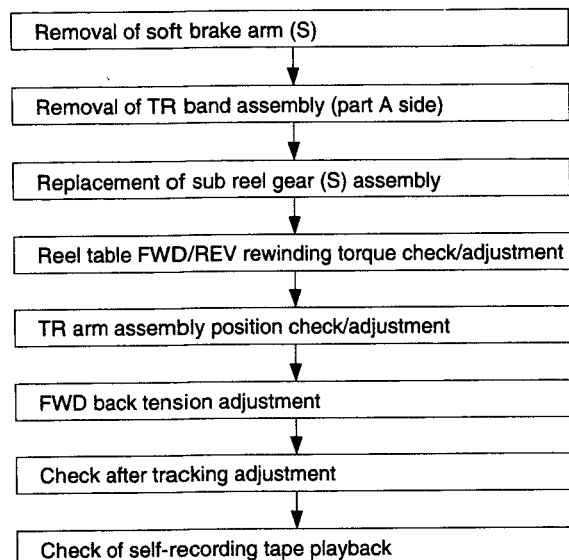 Removal of soft brake arm (S)
Removal of TR band assembly (part A side)
Replacement of sub reel gear (S) assembly
Reel table FWD/REV rewinding torque check/adjustment
TR arm assembly position check/adjustment
FWD back tension adjustment
Check after tracking adjustment
Check of self-recording tape playback